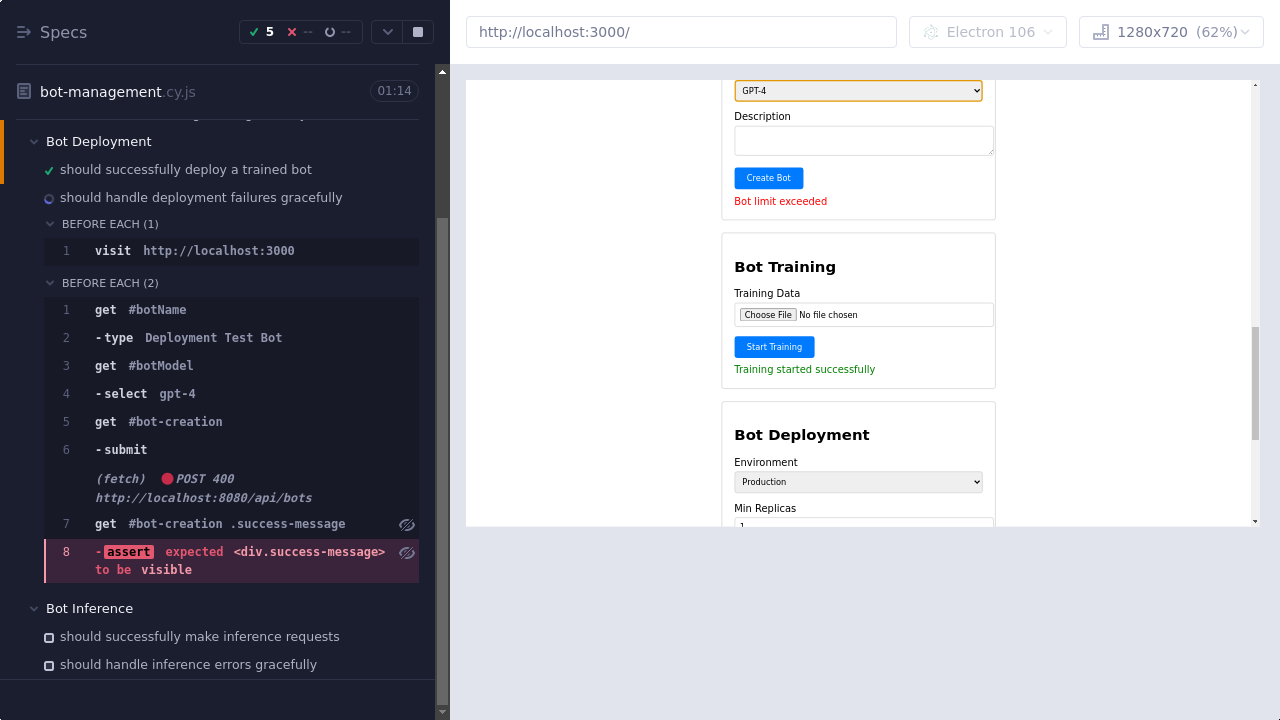 Specs
5
--
--
bot-management.cy.js
01:14
Bot Deployment
should successfully deploy a trained bot
should handle deployment failures gracefully
BEFORE EACH (1)
1 visit http://localhost:3000
BEFORE EACH (2)
1 get #botName
2 -type Deployment Test Bot
3 get #botModel
4 -select gpt-4
5 get #bot-creation
6 -submit
(fetch) POST 400
http://localhost:8080/api/bots
7 get #bot-creation .success-message
8 -assert expected <div.success-message>
to be visible
Bot Inference
should successfully make inference requests
should handle inference errors gracefully
http://localhost:3000/
Electron 106
1280x720 (62%)
GPT-4
Description
Create Bot
Bot limit exceeded
Bot Training
Training Data
Choose File No file chosen
Start Training
Training started successfully
Bot Deployment
Environment
Production
Min Replicas
1